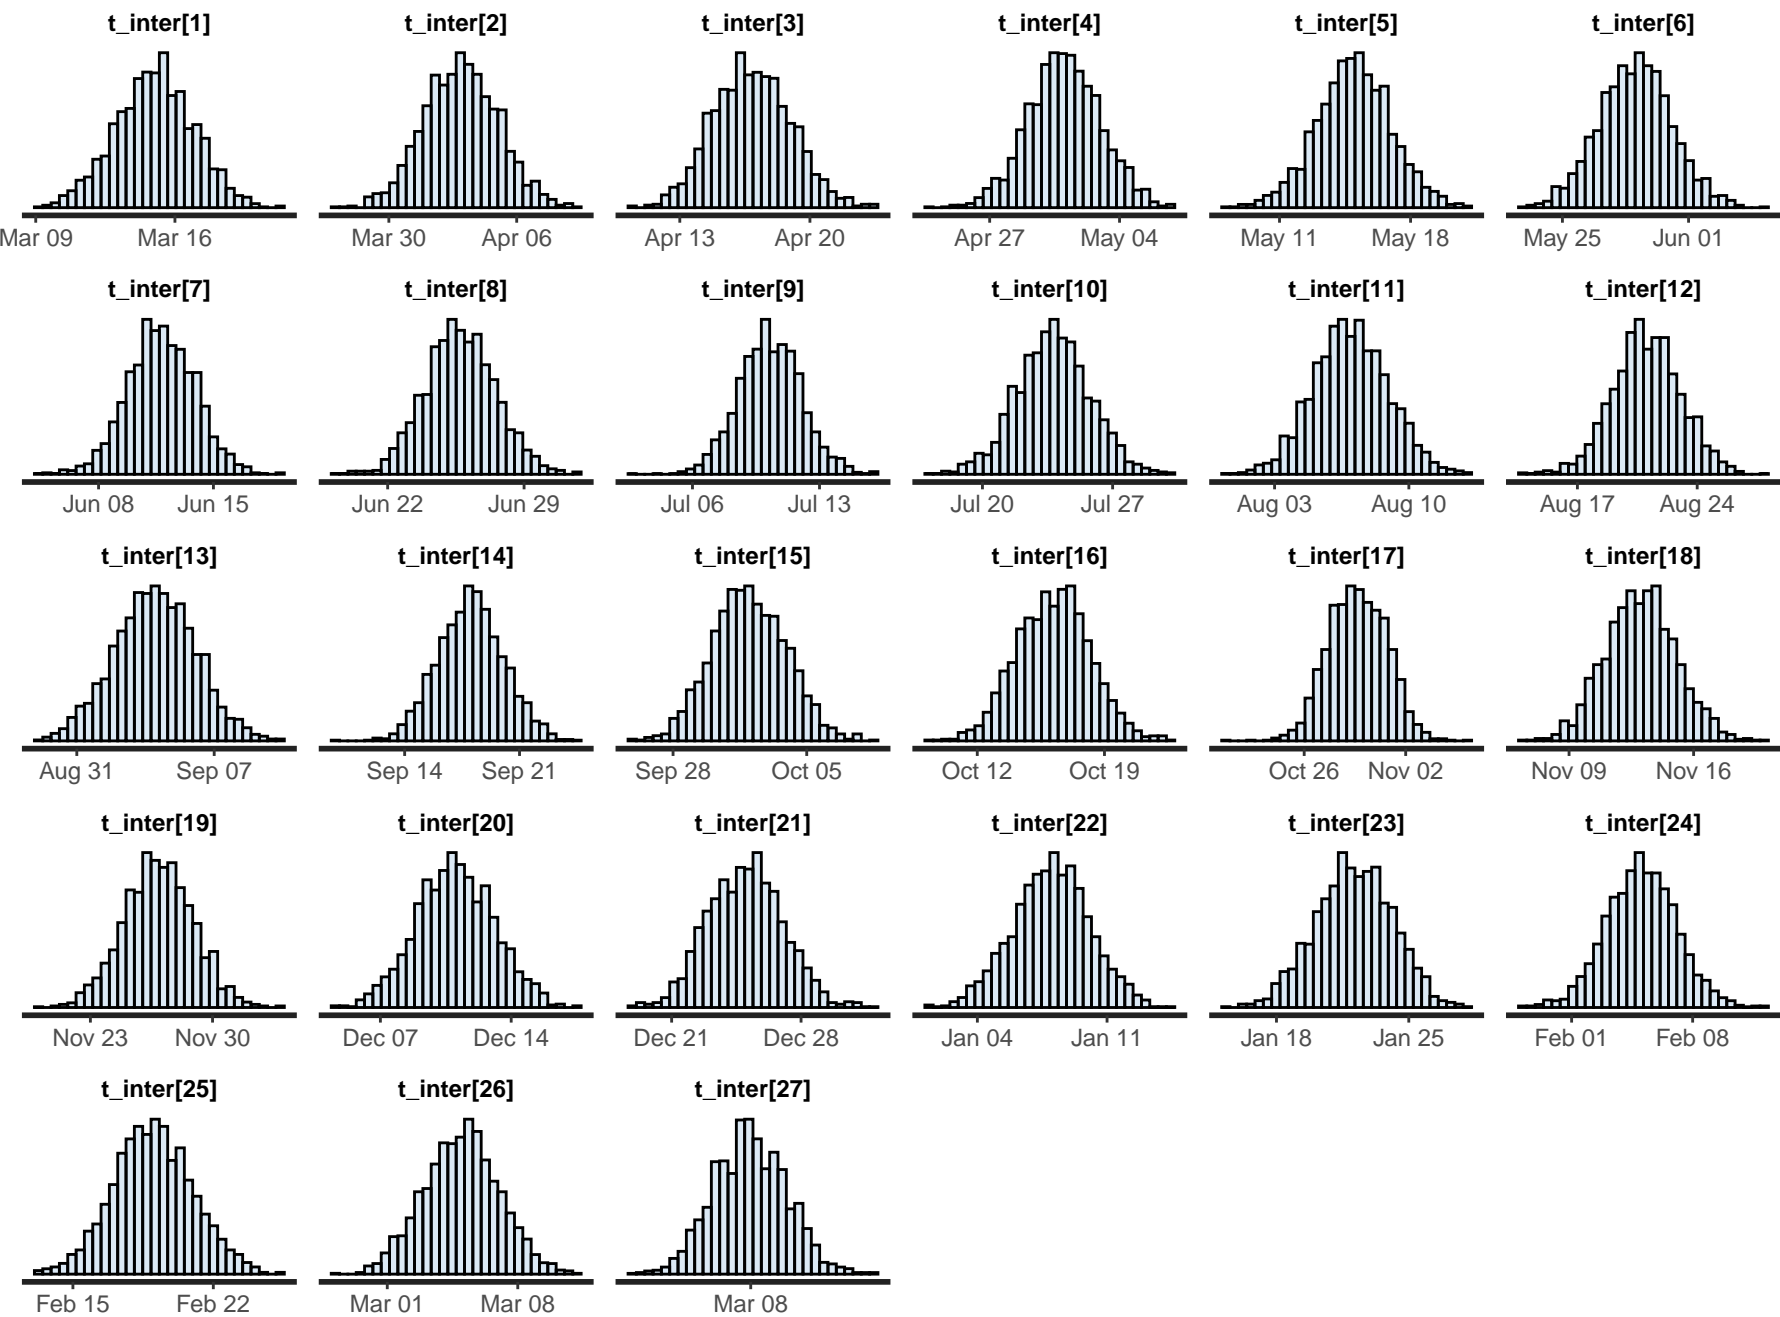 t_inter[1] t_inter[2] t_inter[3] t_inter[4] t_inter[5] t_inter[6]
Mar 09 Mar 16 Mar 30 Apr 06 Apr 13 Apr 20 Apr 27 May 04 May 11 May 18 May 25 Jun 01
t_inter[7] t_inter[8] t_inter[9] t_inter[10] t_inter[11] t_inter[12]
Jun 08 Jun 15 Jun 22 Jun 29 Jul 06 Jul 13 Jul 20 Jul 27 Aug 03 Aug 10 Aug 17 Aug 24
t_inter[13] t_inter[14] t_inter[15] t_inter[16] t_inter[17] t_inter[18]
Aug 31 Sep 07 Sep 14 Sep 21 Sep 28 Oct 05 Oct 12 Oct 19 Oct 26 Nov 02 Nov 09 Nov 16
t_inter[19] t_inter[20] t_inter[21] t_inter[22] t_inter[23] t_inter[24]
Nov 23 Nov 30 Dec 07 Dec 14 Dec 21 Dec 28 Jan 04 Jan 11 Jan 18 Jan 25 Feb 01 Feb 08
t_inter[25] t_inter[26] t_inter[27]
Feb 15 Feb 22 Mar 01 Mar 08 Mar 08